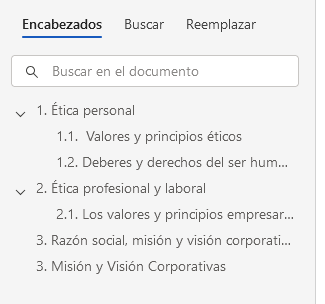 Encabezados Buscar Reemplazar
Buscar en el documento
1. Ética personal
1.1. Valores y principios éticos
1.2. Deberes y derechos del ser hum...
2. Ética profesional y laboral
2.1. Los valores y principios empresar...
3. Razón social, misión y visión corporati...
3. Misión y Visión Corporativas